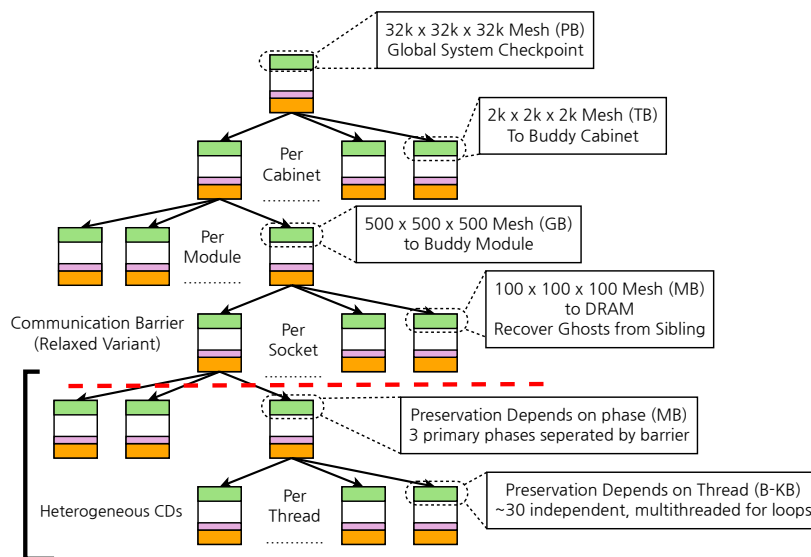 32k x 32k x 32k Mesh (PB)
Global System Checkpoint
2k x 2k x 2k Mesh (TB)
To Buddy Cabinet
Per
Cabinet
500 x 500 x 500 Mesh (GB)
to Buddy Module
Per
Module
100 x 100 x 100 Mesh (MB)
to DRAM
Recover Ghosts from Sibling
Communication Barrier
(Relaxed Variant)
Per
Socket
Preservation Depends on phase (MB)
3 primary phases seperated by barrier
Heterogeneous CDs
Per
Thread
Preservation Depends on Thread (B-KB)
~30 independent, multithreaded for loops